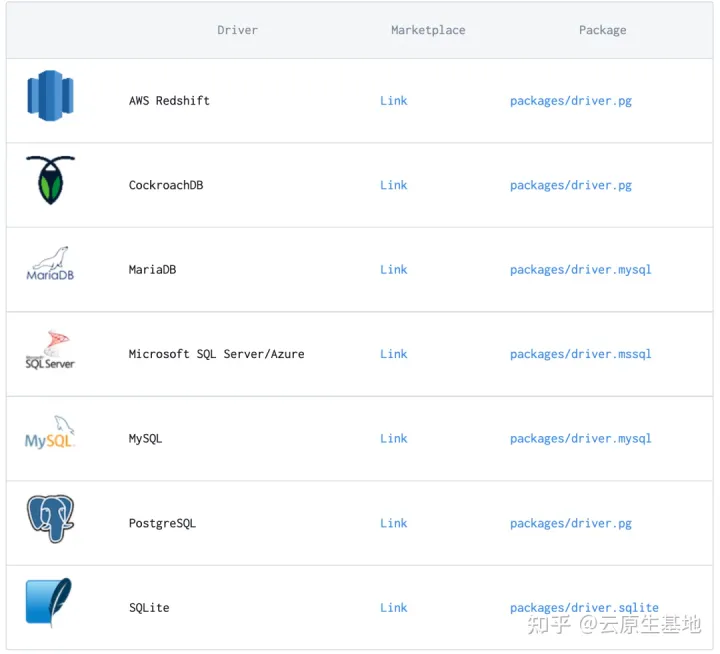 Driver Marketplace Package
AWS Redshift Link packages/driver.pg
CockroachDB Link packages/driver.pg
MariaDB
MariaDB Link packages/driver.mysql
Microsoft
SQL Server
Microsoft SQL Server/Azure Link packages/driver.mssql
MySQL
MySQL Link packages/driver.mysql
PostgreSQL Link packages/driver.pg
SQLite Link packages/driver.sqlite
知乎 @云原生基地